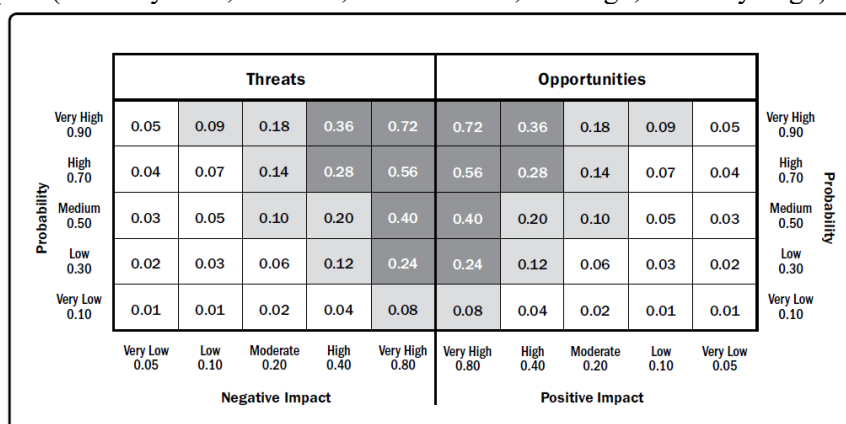 Threats Opportunities
Very High 0.90 0.05 0.09 0.18 0.36 0.72 0.72 0.36 0.18 0.09 0.05 Very High 0.90
High 0.70 0.04 0.07 0.14 0.28 0.56 0.56 0.28 0.14 0.07 0.04 High 0.70
Medium 0.50 0.03 0.05 0.10 0.20 0.40 0.40 0.20 0.10 0.05 0.03 Medium 0.50
Low 0.30 0.02 0.03 0.06 0.12 0.24 0.24 0.12 0.06 0.03 0.02 Low 0.30
Very Low 0.10 0.01 0.01 0.02 0.04 0.08 0.08 0.04 0.02 0.01 0.01 Very Low 0.10
Probability
Probability
Very Low 0.05 Low 0.10 Moderate 0.20 High 0.40 Very High 0.80 Very High 0.80 High 0.40 Moderate 0.20 Low 0.10 Very Low 0.05
Negative Impact Positive Impact